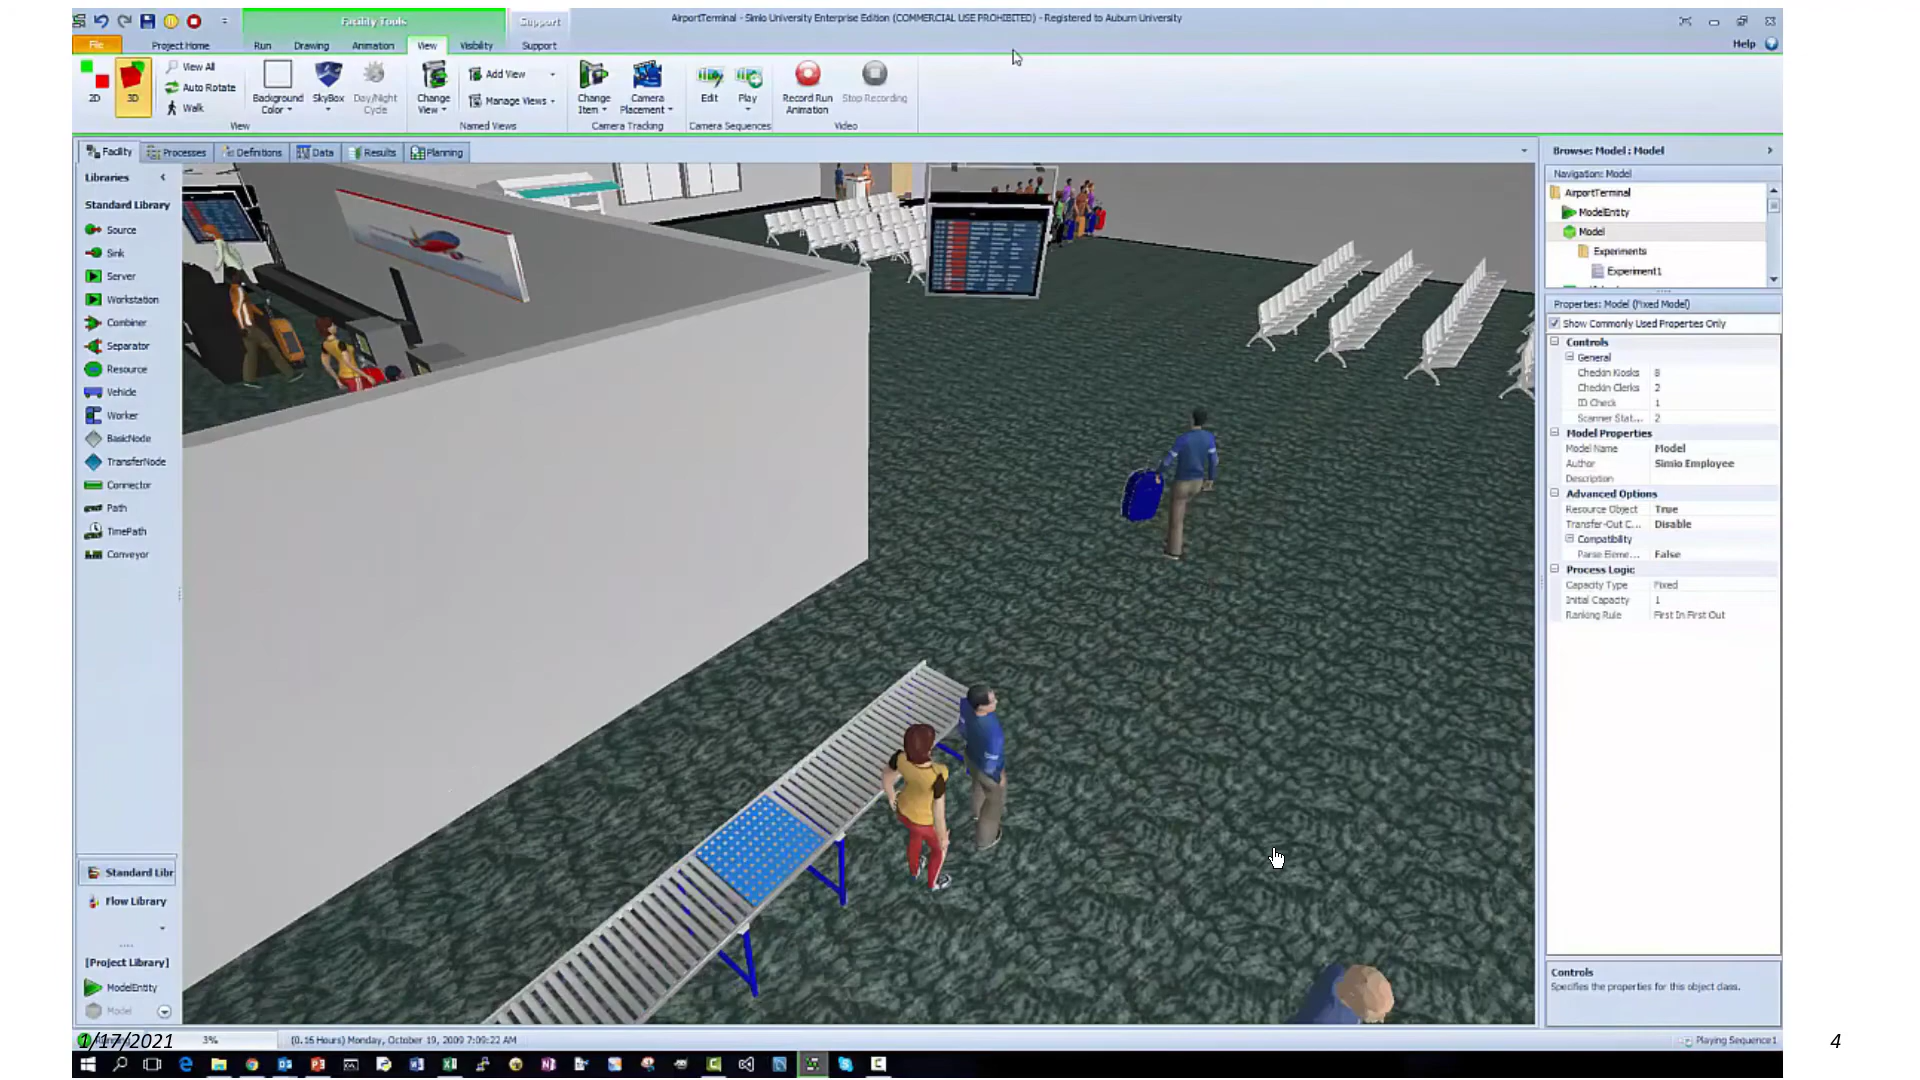 Facility Tools
Support
AirportTerminal - Simio University Enterprise Edition (COMMERCIAL USE PROHIBITED) - Registered to Auburn University
File
Project Home
Run
Drawing
Animation
View
Visibility
Support
Help
2D
3D
View All
Auto Rotate
Walk
Background Color
SkyBox
Day/Night Cycle
View
Change View
Add View
Manage Views
Named Views
Change Item
Camera Placement
Camera Tracking
Edit
Play
Camera Sequences
Record Run Animation
Stop Recording
Video
Facility
Processes
Definitions
Data
Results
Planning
Libraries
Standard Library
Source
Sink
Server
Workstation
Combiner
Separator
Resource
Vehicle
Worker
BasicNode
TransferNode
Connector
Path
TimePath
Conveyor
Standard Libr
Flow Library
[Project Library]
ModelEntity
Model
Browse: Model : Model
Navigation: Model
AirportTerminal
ModelEntity
Model
Experiments
Experiment1
Properties: Model (Fixed Model)
Show Commonly Used Properties Only
Controls
General
Checkin Kiosks 8
Checkin Clerks 2
ID Check 1
Scanner Stat... 2
Model Properties
Model Name Model
Author Simio Employee
Description
Advanced Options
Resource Object True
Transfer-Out C... Disable
Compatibility
Parse Eleme... False
Process Logic
Capacity Type Fixed
Initial Capacity 1
Ranking Rule First In First Out
Controls
Specifies the properties for this object class.
1/17/2021
3%
(0.16 Hours) Monday, October 19, 2009 7:09:22 AM
Playing Sequence1
4